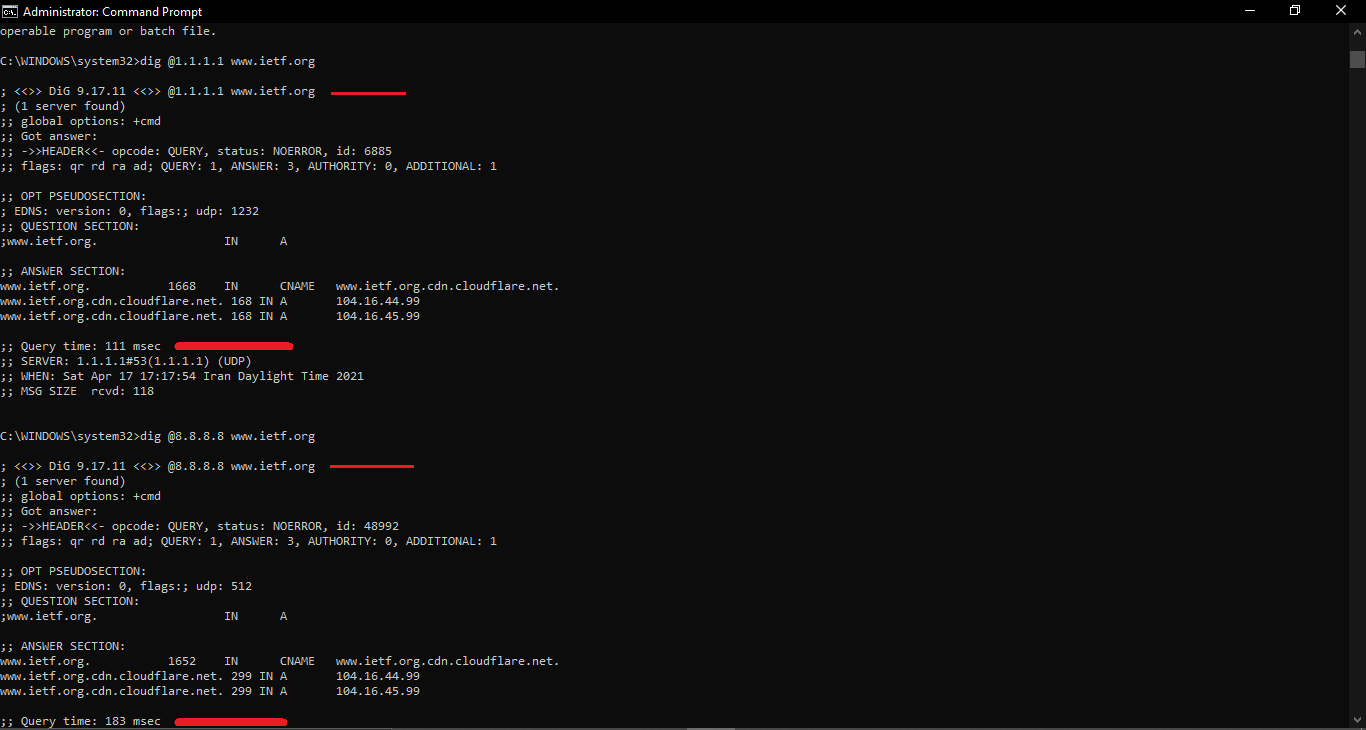 Administrator: Command Prompt
operable program or batch file.
C:\WINDOWS\system32>dig @1.1.1.1 www.ietf.org
; <<>> DiG 9.17.11 <<>> @1.1.1.1 www.ietf.org
; (1 server found)
;; global options: +cmd
;; Got answer:
;; ->>HEADER<<- opcode: QUERY, status: NOERROR, id: 6885
;; flags: qr rd ra ad; QUERY: 1, ANSWER: 3, AUTHORITY: 0, ADDITIONAL: 1
;; OPT PSEUDOSECTION:
; EDNS: version: 0, flags:; udp: 1232
;; QUESTION SECTION:
;www.ietf.org. IN A
;; ANSWER SECTION:
www.ietf.org. 1668 IN CNAME www.ietf.org.cdn.cloudflare.net.
www.ietf.org.cdn.cloudflare.net. 168 IN A 104.16.44.99
www.ietf.org.cdn.cloudflare.net. 168 IN A 104.16.45.99
;; Query time: 111 msec
;; SERVER: 1.1.1.1#53(1.1.1.1) (UDP)
;; WHEN: Sat Apr 17 17:17:54 Iran Daylight Time 2021
;; MSG SIZE rcvd: 118
C:\WINDOWS\system32>dig @8.8.8.8 www.ietf.org
; <<>> DiG 9.17.11 <<>> @8.8.8.8 www.ietf.org
; (1 server found)
;; global options: +cmd
;; Got answer:
;; ->>HEADER<<- opcode: QUERY, status: NOERROR, id: 48992
;; flags: qr rd ra ad; QUERY: 1, ANSWER: 3, AUTHORITY: 0, ADDITIONAL: 1
;; OPT PSEUDOSECTION:
; EDNS: version: 0, flags:; udp: 512
;; QUESTION SECTION:
;www.ietf.org. IN A
;; ANSWER SECTION:
www.ietf.org. 1652 IN CNAME www.ietf.org.cdn.cloudflare.net.
www.ietf.org.cdn.cloudflare.net. 299 IN A 104.16.44.99
www.ietf.org.cdn.cloudflare.net. 299 IN A 104.16.45.99
;; Query time: 183 msec